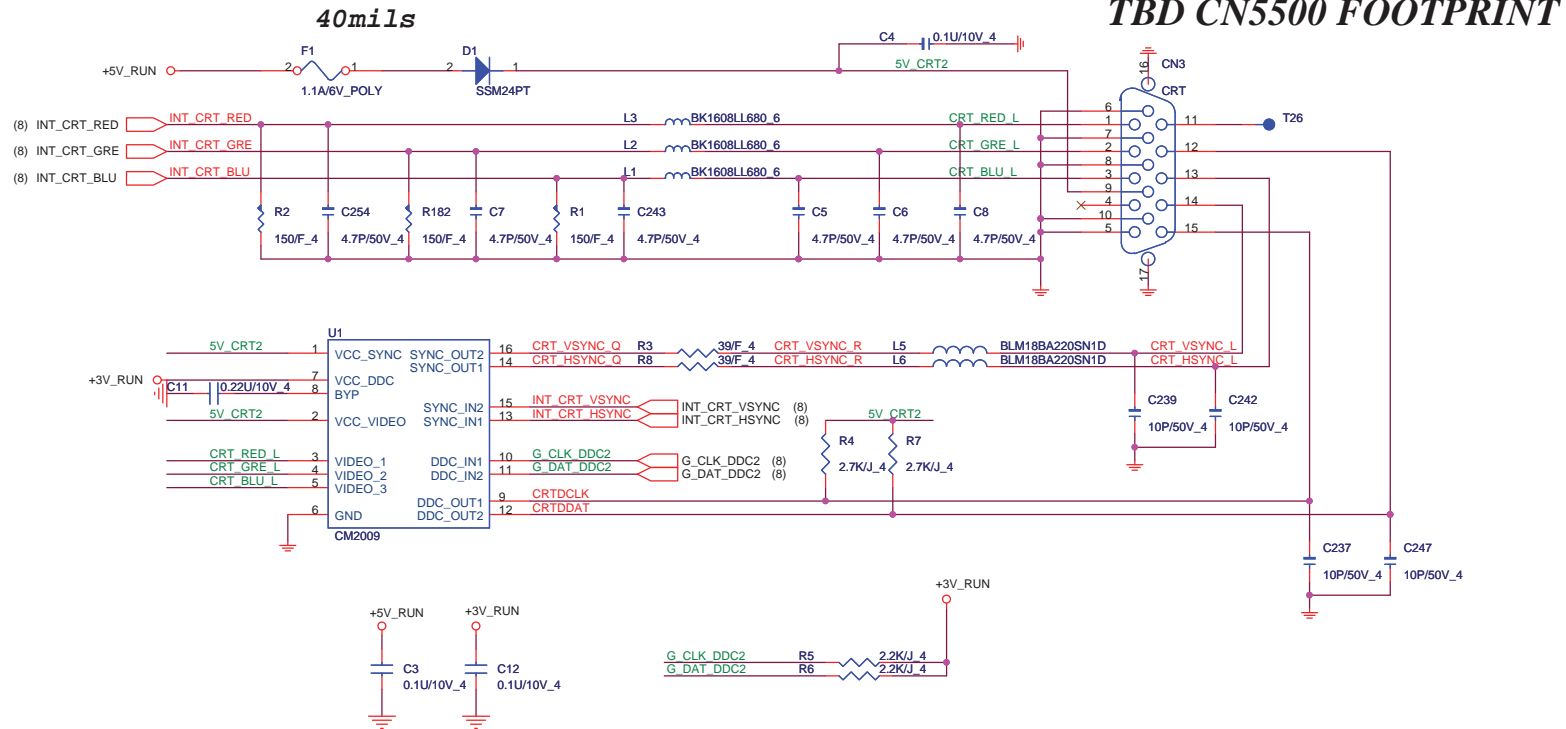 40mils
TBD CN5500 FOOTPRINT
C4 0.1U/10V_4
F1
D1
+5V_RUN 2 1 2 1 5V_CRT2
1.1A/6V_POLY
SSM24PT
16 CN3
CRT
(8) INT_CRT_RED INT_CRT_RED L3 BK1608LL680_6 CRT_RED_L
(8) INT_CRT_GRE INT_CRT_GRE L2 BK1608LL680_6 CRT_GRE_L
(8) INT_CRT_BLU INT_CRT_BLU L1 BK1608LL680_6 CRT_BLU_L
6
1 11 T26
7
2 12
8
3 13
9
4 14
10
5 15
17
R2 C254 R182 C7 R1 C243 C5 C6 C8
150/F_4 4.7P/50V_4 150/F_4 4.7P/50V_4 150/F_4 4.7P/50V_4 4.7P/50V_4 4.7P/50V_4 4.7P/50V_4
U1
5V_CRT2 1 VCC_SYNC SYNC_OUT2 16 CRT_VSYNC_Q R3 39/F_4 CRT_VSYNC_R L5 BLM18BA220SN1D CRT_VSYNC_L
SYNC_OUT1 14 CRT_HSYNC_Q R8 39/F_4 CRT_HSYNC_R L6 BLM18BA220SN1D CRT_HSYNC_L
+3V_RUN 7 VCC_DDC
C11 0.22U/10V_4 8 BYP
SYNC_IN2 15 INT_CRT_VSYNC INT_CRT_VSYNC (8)
5V_CRT2 2 VCC_VIDEO SYNC_IN1 13 INT_CRT_HSYNC INT_CRT_HSYNC (8)
C239 C242
10P/50V_4 10P/50V_4
5V_CRT2
R4 R7
2.7K/J_4 2.7K/J_4
CRT_RED_L 3 VIDEO_1 DDC_IN1 10 G_CLK_DDC2 G_CLK_DDC2 (8)
CRT_GRE_L 4 VIDEO_2 DDC_IN2 11 G_DAT_DDC2 G_DAT_DDC2 (8)
CRT_BLU_L 5 VIDEO_3
DDC_OUT1 9 CRTDCLK
6 GND DDC_OUT2 12 CRTDDAT
CM2009
C237 C247
10P/50V_4 10P/50V_4
+5V_RUN +3V_RUN
C3 C12
0.1U/10V_4 0.1U/10V_4
+3V_RUN
G_CLK_DDC2 R5 2.2K/J_4
G_DAT_DDC2 R6 2.2K/J_4